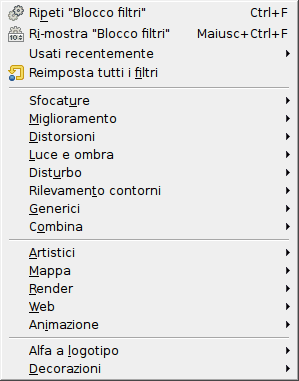 Ripeti "Blocco filtri" Ctrl+F
Ri-mostra "Blocco filtri" Maiusc+Ctrl+F
Usati recentemente
Reimposta tutti i filtri
Sfocature
Miglioramento
Distorsioni
Luce e ombra
Disturbo
Rilevamento contorni
Generici
Combina
Artistici
Mappa
Render
Web
Animazione
Alfa a logotipo
Decorazioni